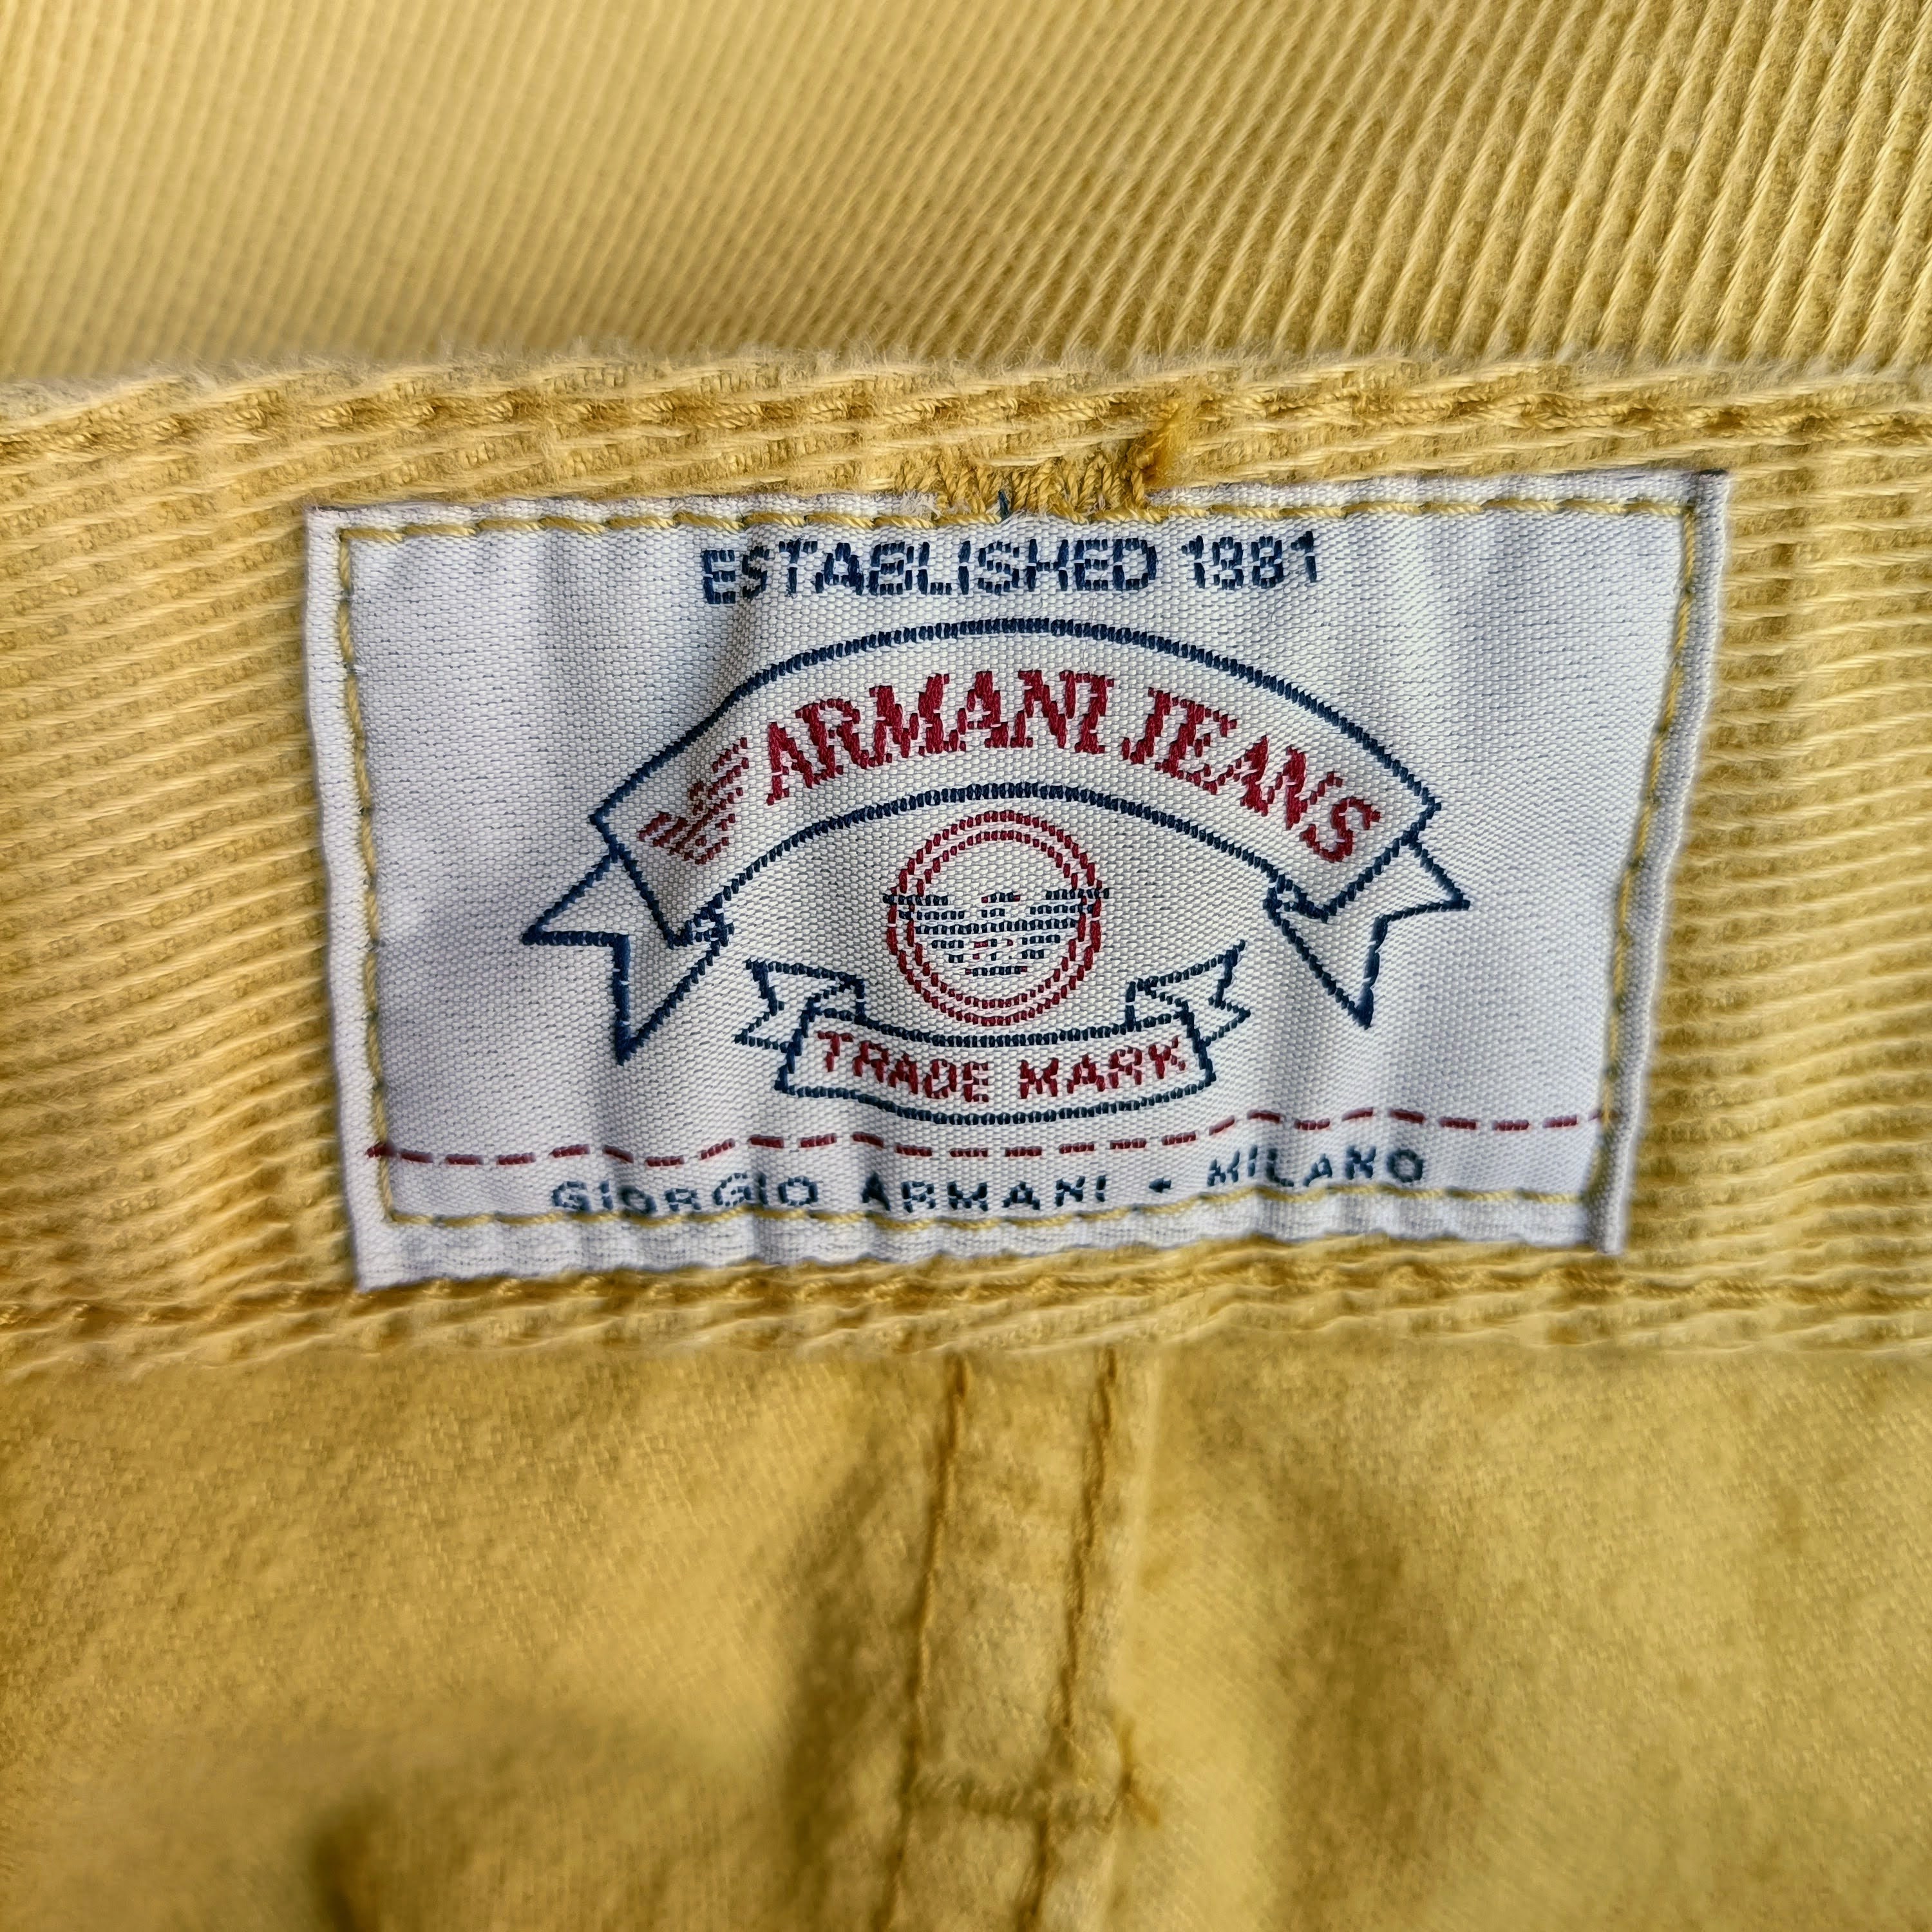 ESTABLISHED 1981
ARMANI JEANS
TRADE MARK
GIORGIO ARMANI - MILANO